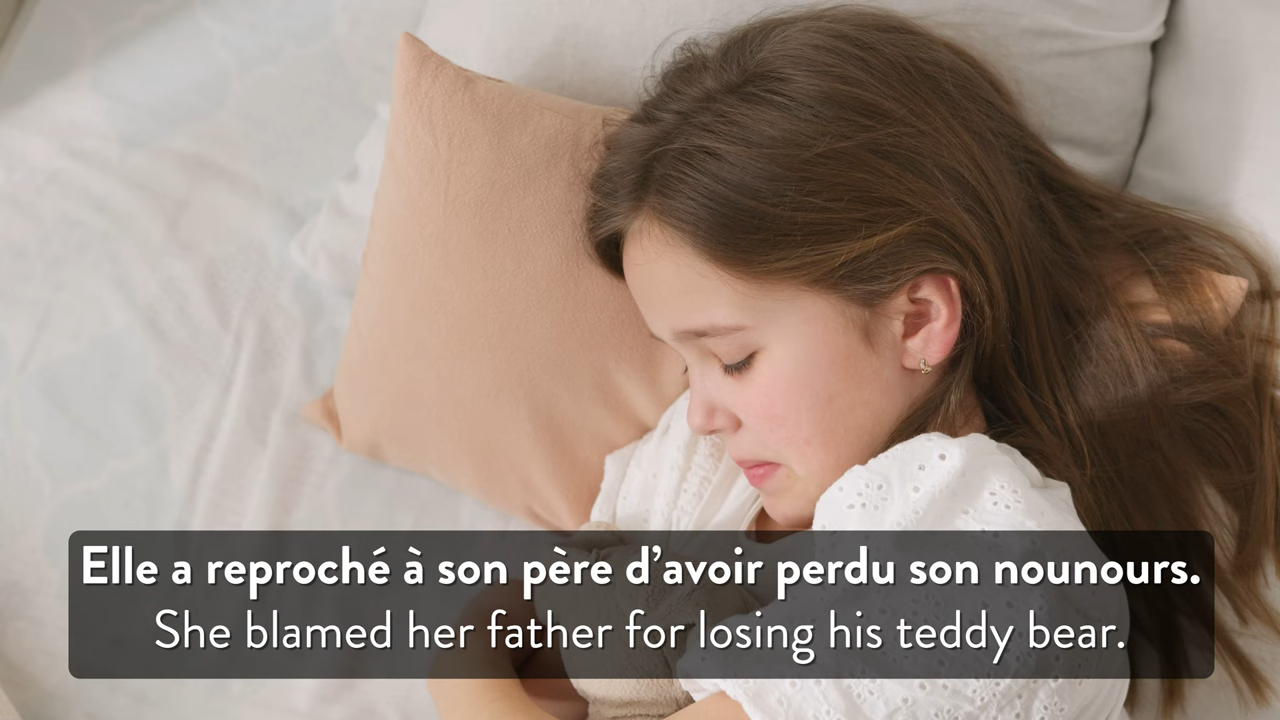 Elle a reproché à son père d’avoir perdu son nounours.
She blamed her father for losing his teddy bear.